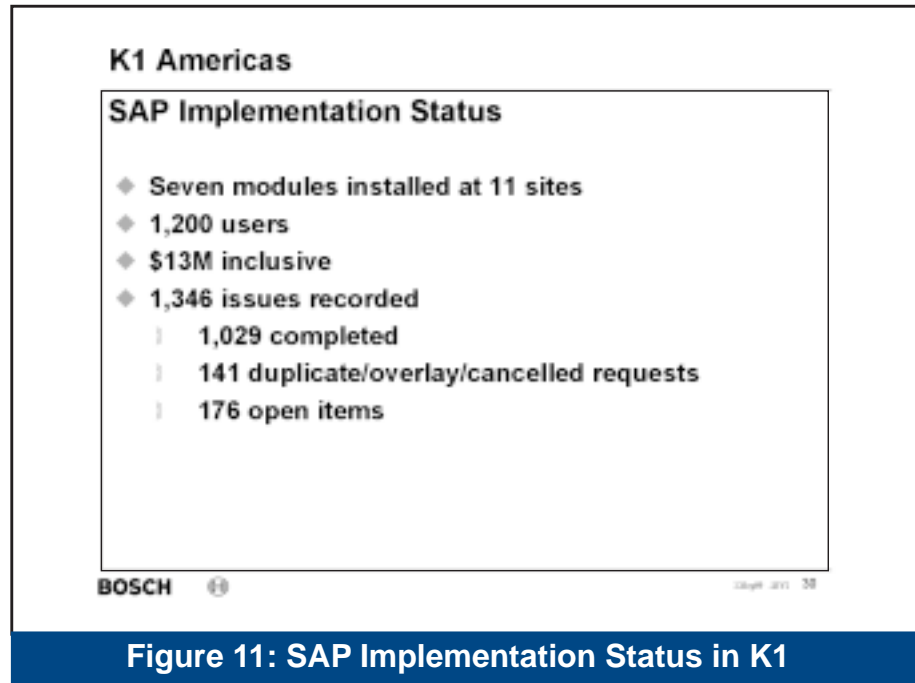 K1 Americas
SAP Implementation Status
Seven modules installed at 11 sites
1,200 users
$13M inclusive
1,346 issues recorded
1,029 completed
141 duplicate/overlay/cancelled requests
176 open items
BOSCH
30
Figure 11: SAP Implementation Status in K1